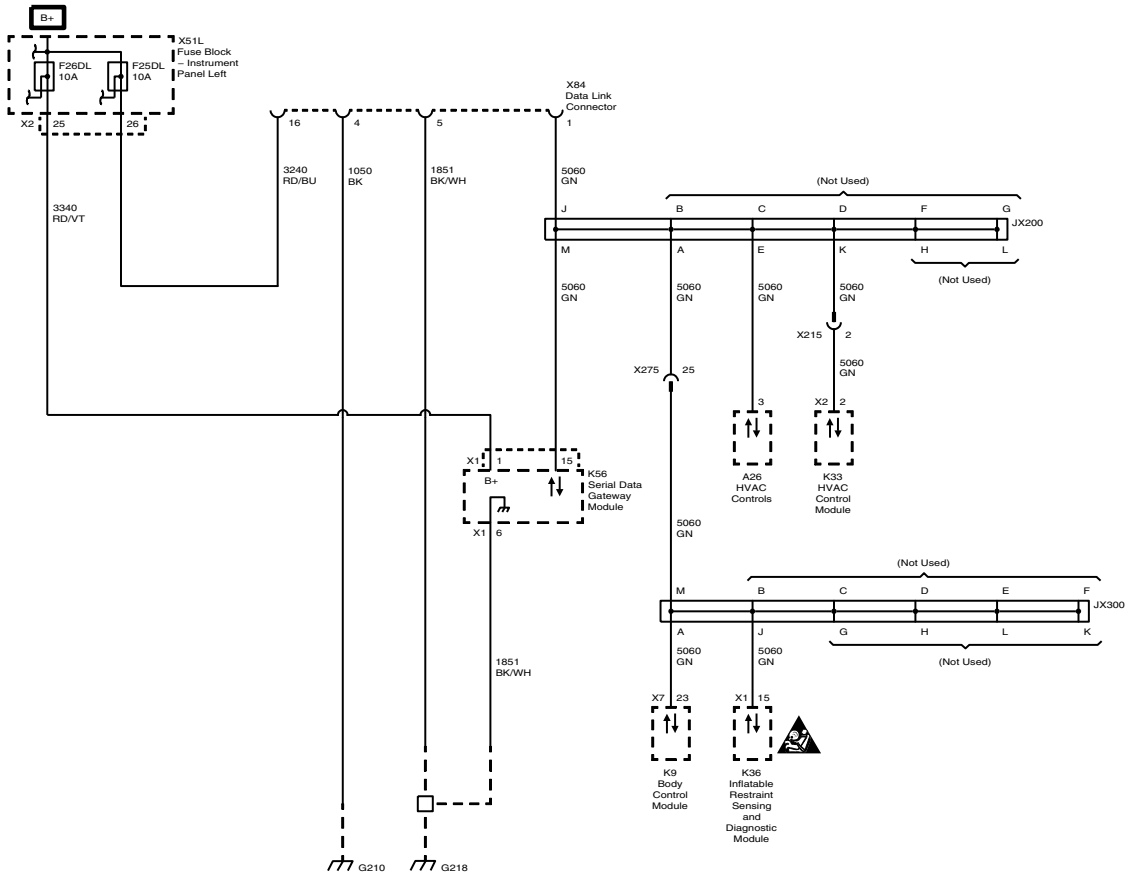 B+
X51L
Fuse Block
– Instrument
Panel Left
F26DL
10A
F25DL
10A
X2
25
26
X84
Data Link
Connector
16
4
5
1
3240
RD/BU
1050
BK
1851
BK/WH
5060
GN
3340
RD/VT
(Not Used)
J
B
C
D
F
G
JX200
M
A
E
K
H
L
(Not Used)
5060
GN
5060
GN
5060
GN
5060
GN
X215
2
5060
GN
X275
25
3
X2
2
A26
HVAC
Controls
K33
HVAC
Control
Module
X1
1
15
B+
K56
Serial Data
Gateway
Module
X1
6
5060
GN
(Not Used)
M
B
C
D
E
F
JX300
A
J
G
H
L
K
(Not Used)
5060
GN
5060
GN
1851
BK/WH
X7
23
X1
15
K9
Body
Control
Module
K36
Inflatable
Restraint
Sensing
and
Diagnostic
Module
G210
G218